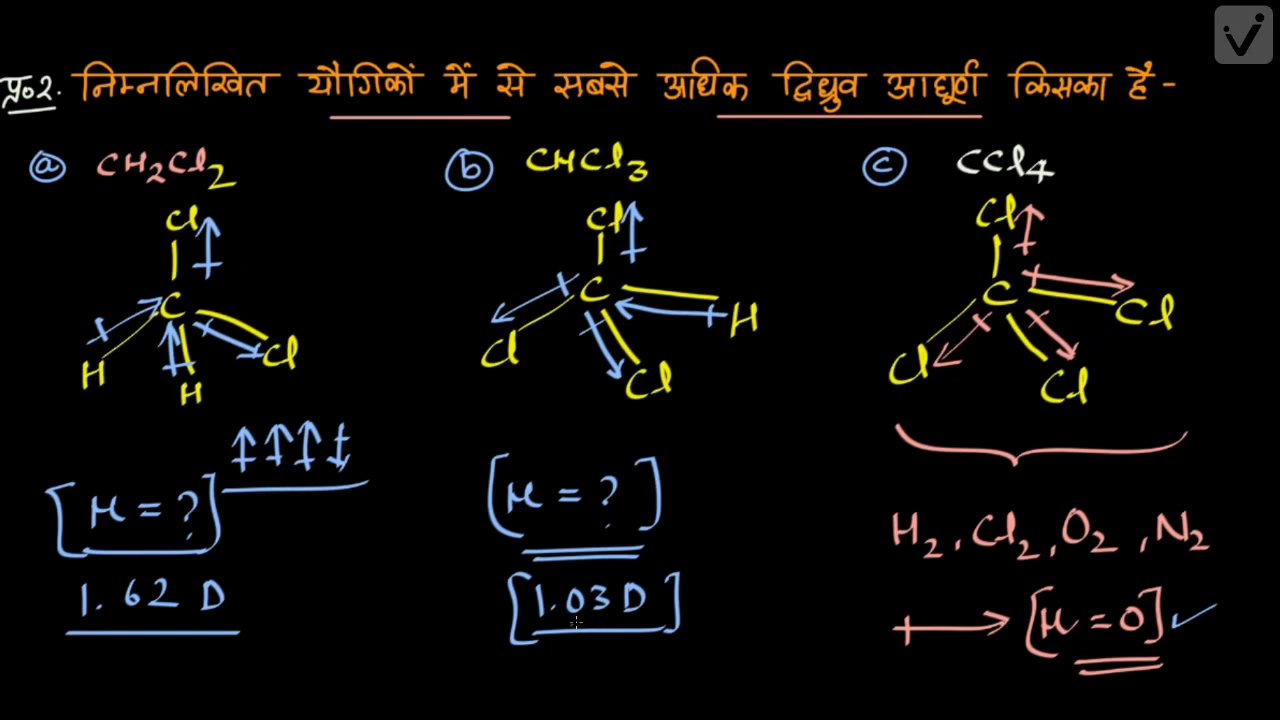 प्र०२. निम्नलिखित यौगिकों में से सबसे अधिक द्विध्रुव आघूर्ण किसका है -
ⓐ CH₂Cl₂ ⓑ CHCl₃ ⓒ CCl₄
Cl Cl Cl
C C C
H H Cl
Cl Cl H
Cl Cl Cl
[μ = ?] [μ = ?]
H₂, Cl₂, O₂, N₂
1.62 D [1.03 D] [μ = 0] ✓